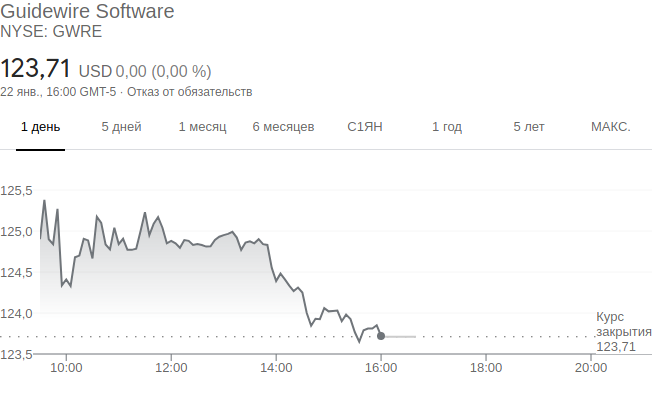 Guidewire Software
NYSE: GWRE
123,71 USD 0,00 (0,00 %)
22 янв., 16:00 GMT-5 · Отказ от обязательств
1 день 5 дней 1 месяц 6 месяцев С1ЯН 1 год 5 лет МАКС.
125,5
125,0
124,5
124,0
Курс
закрытия
123,71
123,5
10:00 12:00 14:00 16:00 18:00 20:00